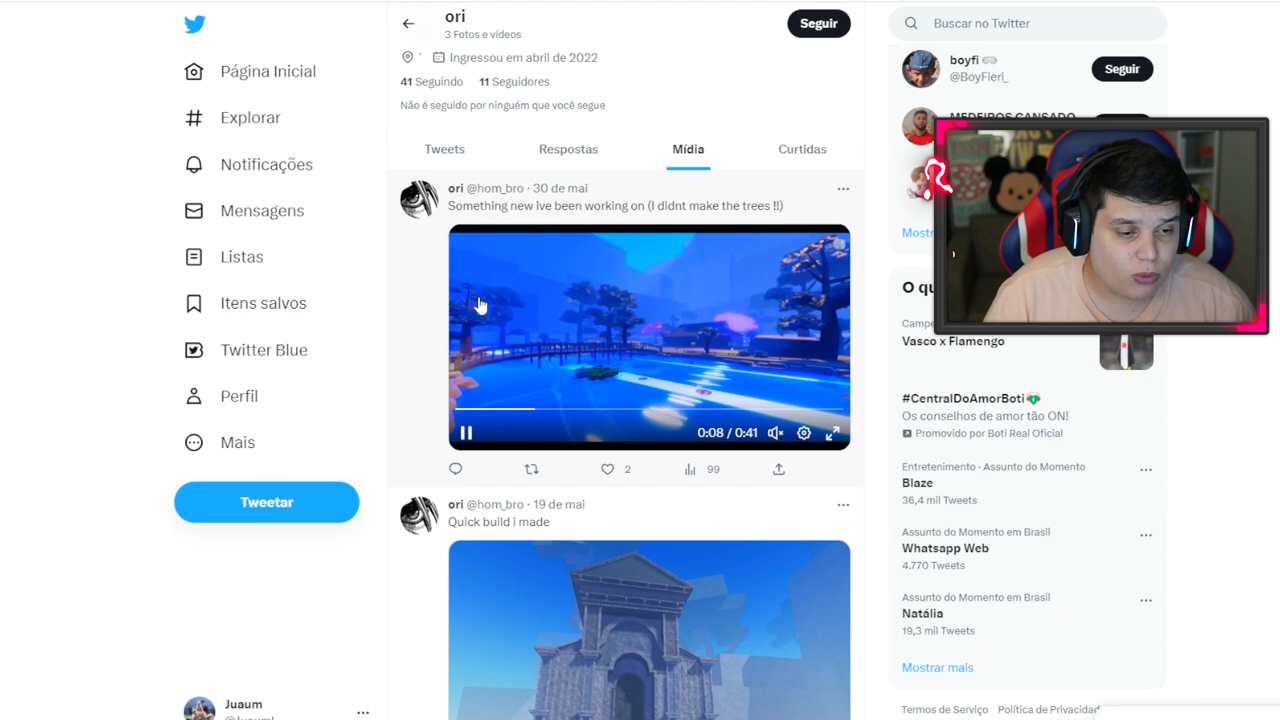 ori
3 Fotos e vídeos
Seguir
Ingressou em abril de 2022
41 Seguindo 11 Seguidores
Não é seguido por ninguém que você segue
Tweets
Respostas
Mídia
Curtidas
Página Inicial
Explorar
Notificações
Mensagens
Listas
Itens salvos
Twitter Blue
Perfil
Mais
Tweetar
Juaum
ori @hom_bro · 30 de mai
Something new ive been working on (I didnt make the trees !!)
0:08 / 0:41
2
99
ori @hom_bro · 19 de mai
Quick build i made
Buscar no Twitter
boyfi
@BoyFieri_
Seguir
MEDEIROS CANSADO
Mostr
O qu
Campe
Vasco x Flamengo
#CentralDoAmorBoti
Os conselhos de amor tão ON!
Promovido por Boti Real Oficial
Entretenimento · Assunto do Momento
Blaze
36,4 mil Tweets
Assunto do Momento em Brasil
Whatsapp Web
4.770 Tweets
Assunto do Momento em Brasil
Natália
19,3 mil Tweets
Mostrar mais
Termos de Serviço Política de Privacidad